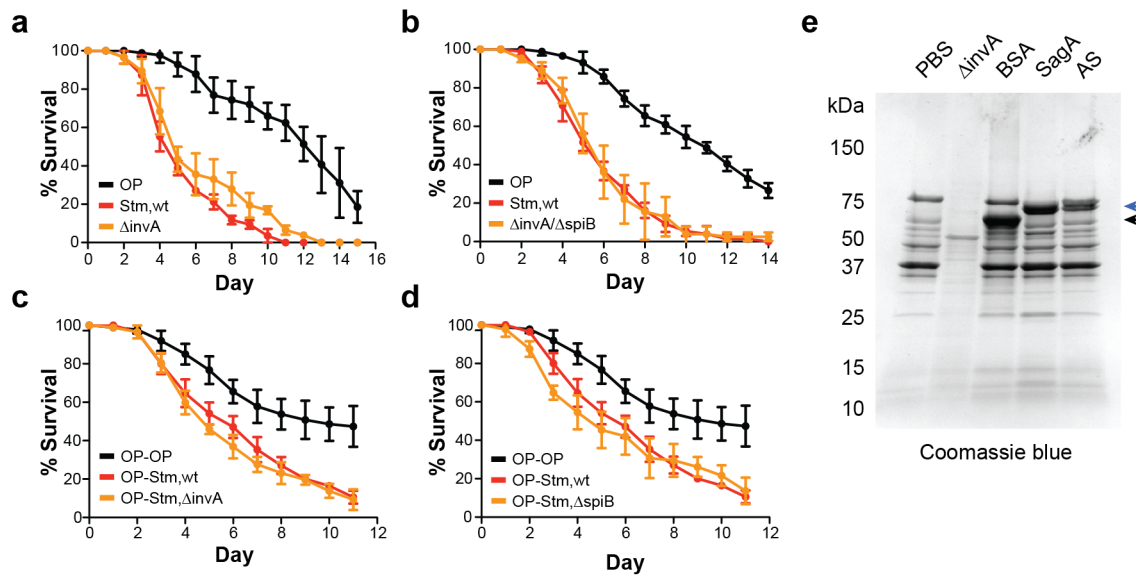 a
100
80
60
40
20
0
% Survival
OP
Stm,wt
ΔinvA
0 2 4 6 8 10 12 14 16
Day
b
100
80
60
40
20
0
% Survival
OP
Stm,wt
ΔinvA/ΔspiB
0 2 4 6 8 10 12 14
Day
c
100
80
60
40
20
0
% Survival
OP-OP
OP-Stm,wt
OP-Stm,ΔinvA
0 2 4 6 8 10 12
Day
d
100
80
60
40
20
0
% Survival
OP-OP
OP-Stm,wt
OP-Stm,ΔspiB
0 2 4 6 8 10 12
Day
e
PBS ΔinvA BSA SagA AS
kDa
150
75
50
37
25
15
10
Coomassie blue